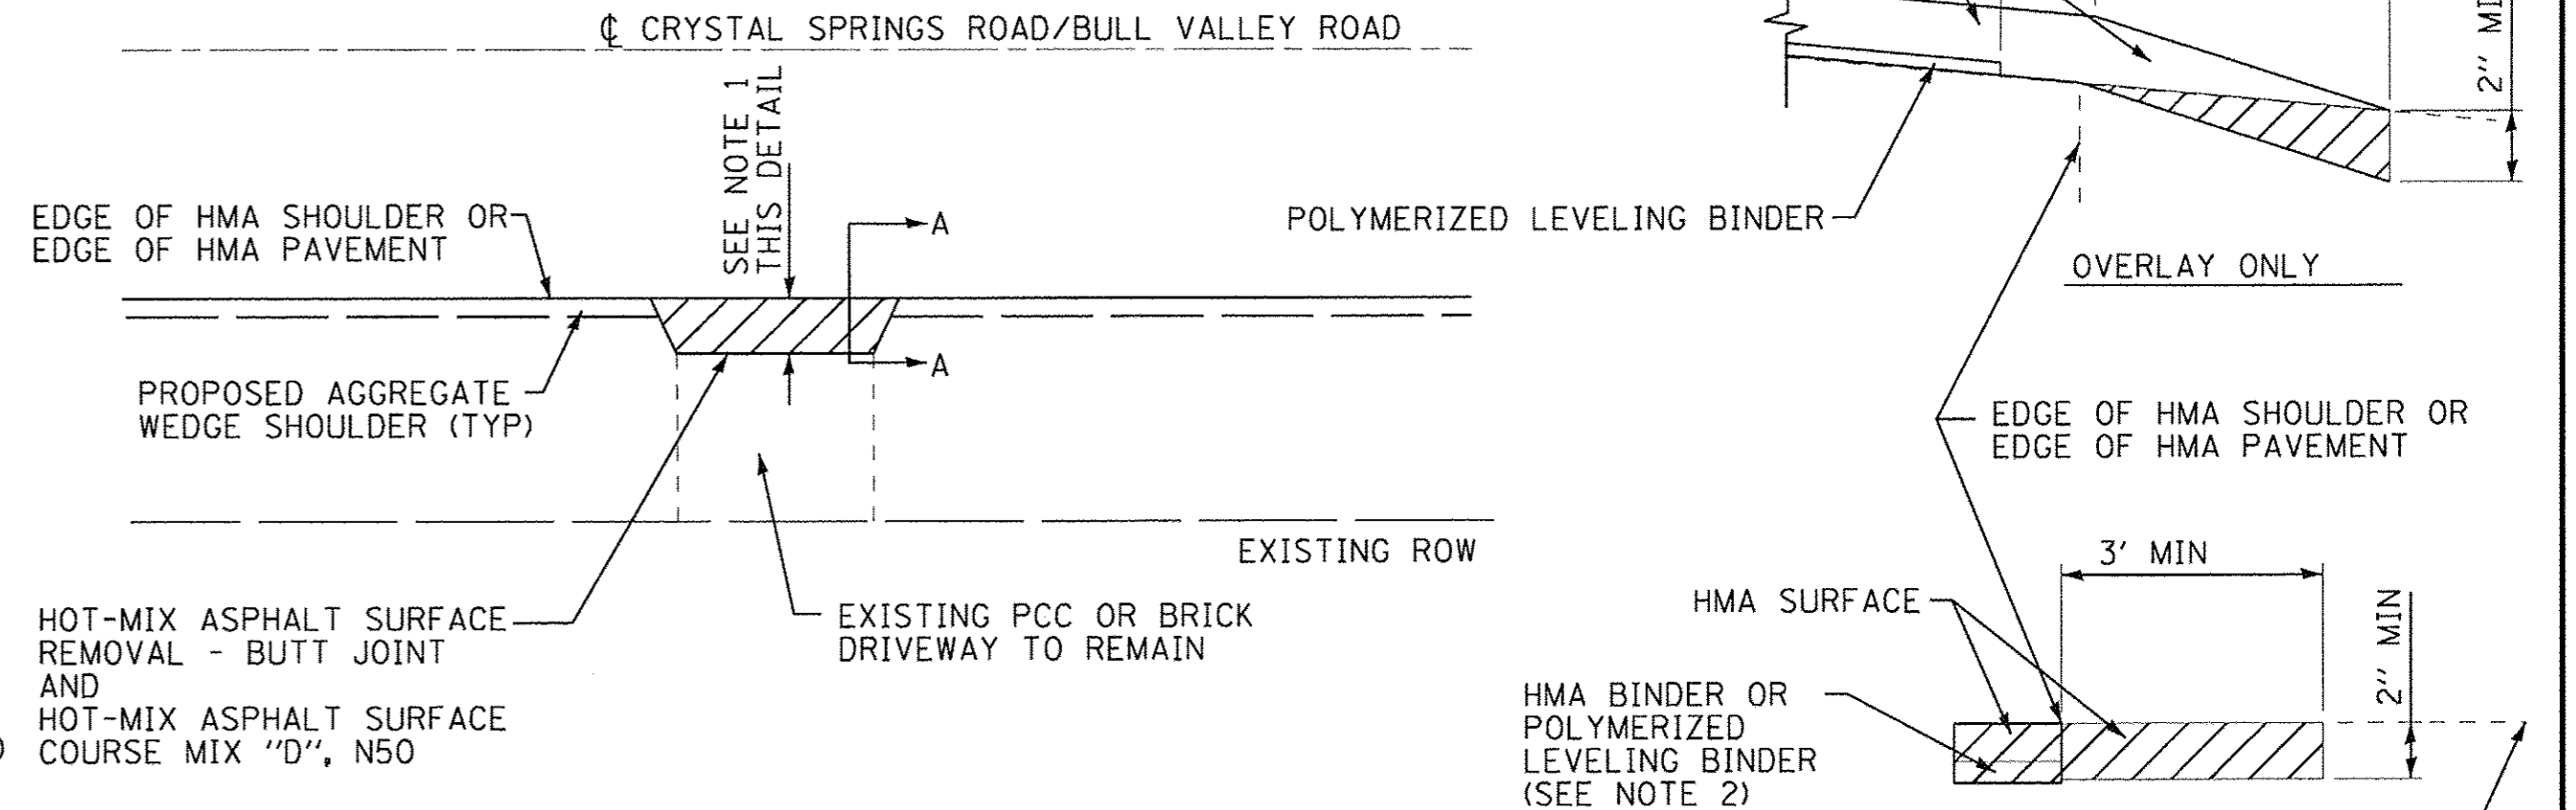 ℄ CRYSTAL SPRINGS ROAD/BULL VALLEY ROAD
SEE NOTE 1
THIS DETAIL
EDGE OF HMA SHOULDER OR
EDGE OF HMA PAVEMENT
A
A
PROPOSED AGGREGATE
WEDGE SHOULDER (TYP)
EXISTING ROW
HOT-MIX ASPHALT SURFACE
REMOVAL - BUTT JOINT
AND
HOT-MIX ASPHALT SURFACE
COURSE MIX "D", N50
EXISTING PCC OR BRICK
DRIVEWAY TO REMAIN
2"
POLYMERIZED LEVELING BINDER
OVERLAY ONLY
EDGE OF HMA SHOULDER OR
EDGE OF HMA PAVEMENT
3' MIN
HMA SURFACE
2" MIN
HMA BINDER OR
POLYMERIZED
LEVELING BINDER
(SEE NOTE 2)